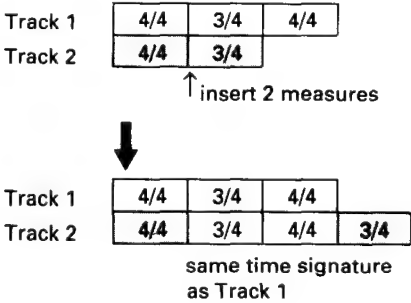 Track 1 4/4 3/4 4/4
Track 2 4/4 3/4
insert 2 measures
Track 1 4/4 3/4 4/4
Track 2 4/4 3/4 4/4 3/4
same time signature
as Track 1